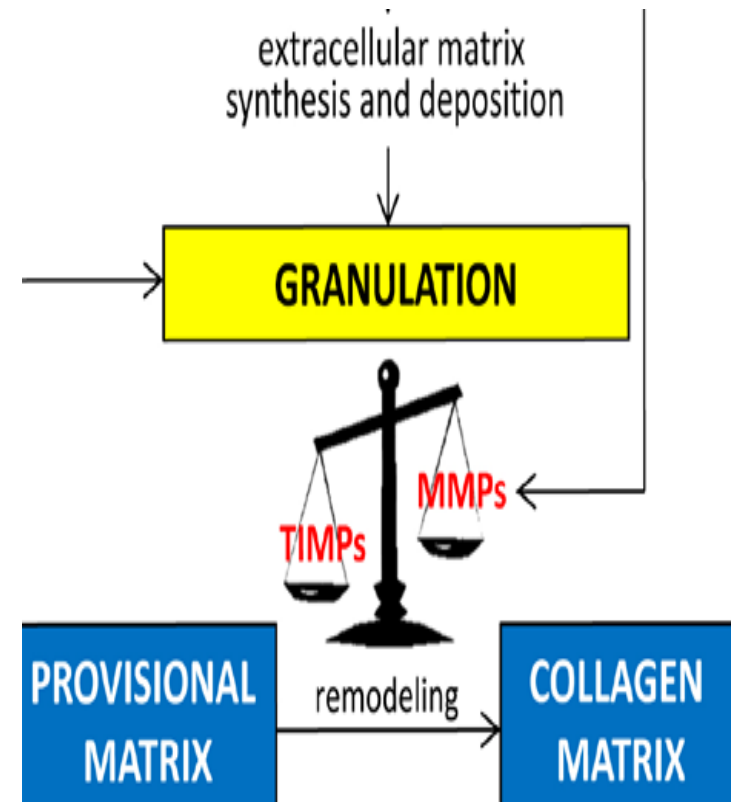 extracellular matrix
synthesis and deposition
GRANULATION
MMPs
TIMPs
PROVISIONAL
MATRIX
remodeling
COLLAGEN
MATRIX